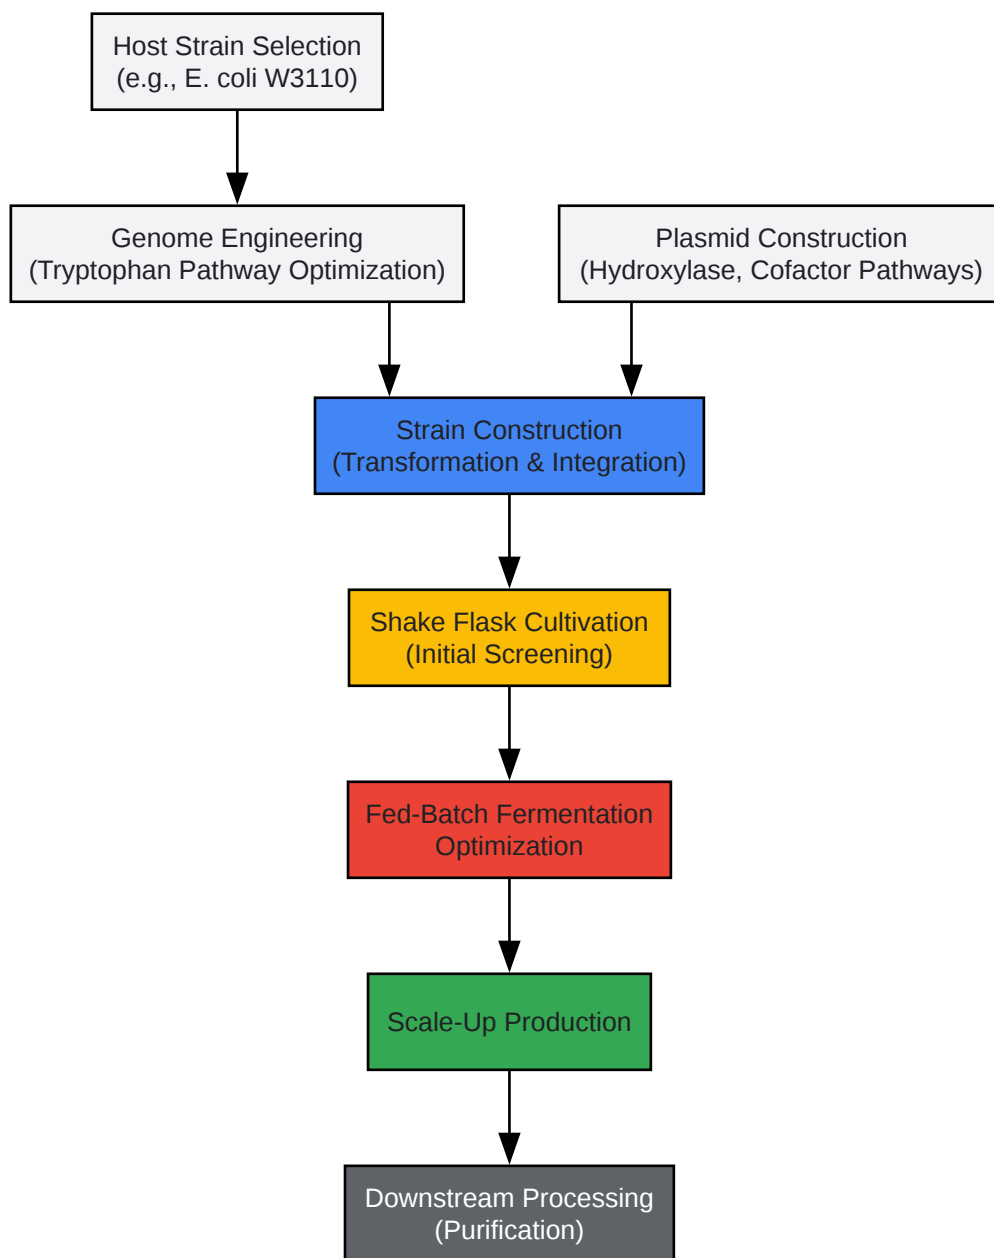 Host Strain Selection
(e.g., E. coli W3110)
Genome Engineering
(Tryptophan Pathway Optimization)
Plasmid Construction
(Hydroxylase, Cofactor Pathways)
Strain Construction
(Transformation & Integration)
Shake Flask Cultivation
(Initial Screening)
Fed-Batch Fermentation
Optimization
Scale-Up Production
Downstream Processing
(Purification)